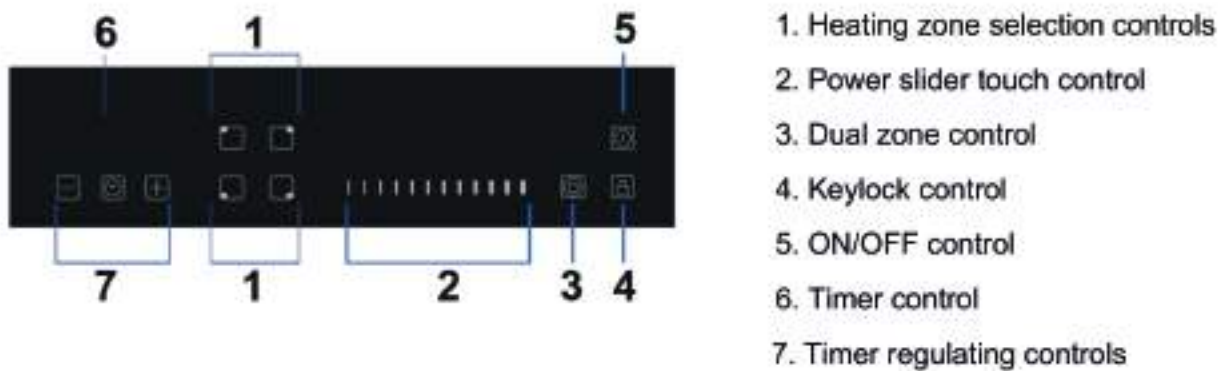 6 1 5
7 1 2 3 4
1. Heating zone selection controls
2. Power slider touch control
3. Dual zone control
4. Keylock control
5. ON/OFF control
6. Timer control
7. Timer regulating controls